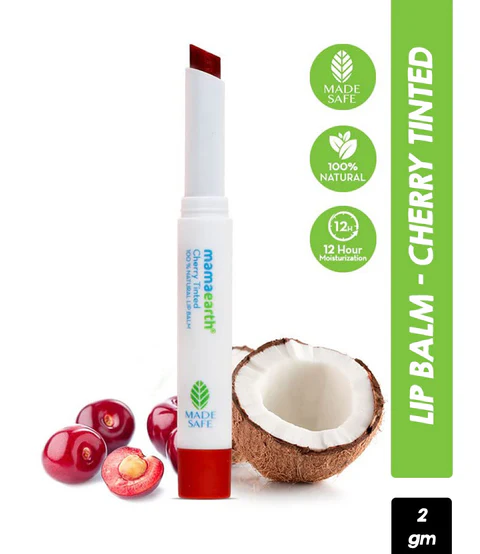 mamaearth®
Cherry Tinted
100 % NATURAL LIP BALM
MADE
SAFE
MADE
SAFE
100%
NATURAL
12H
12 Hour
Moisturization
LIP BALM - CHERRY TINTED
2
gm